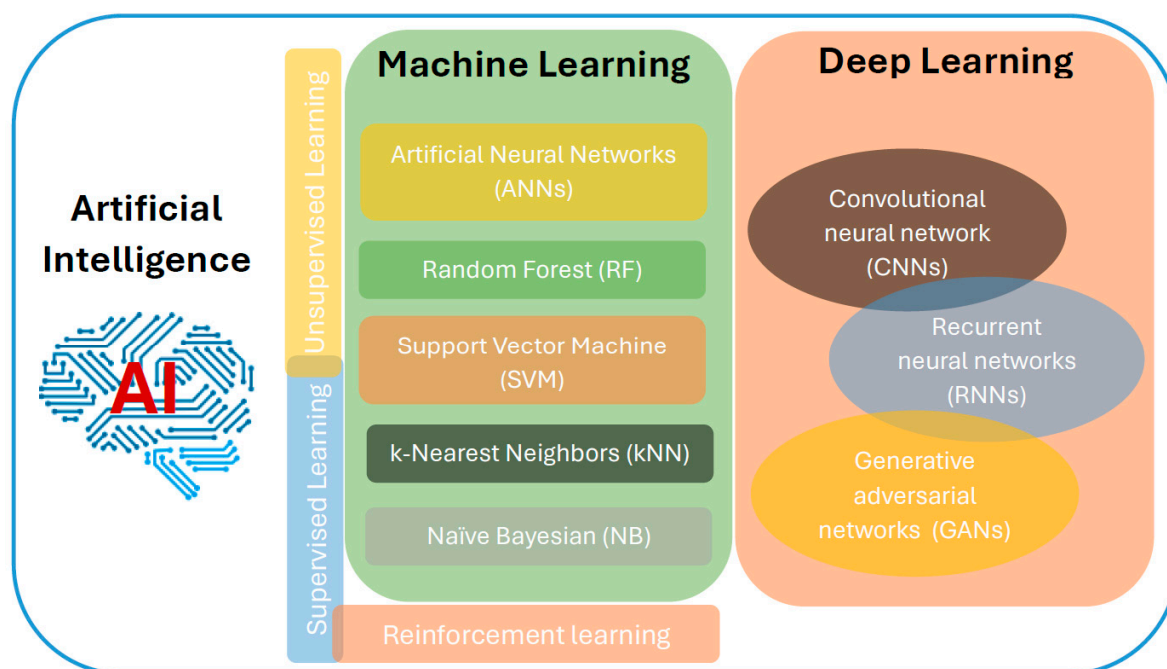 Artificial
Intelligence
AI
Unsupervised Learning
Supervised Learning
Machine Learning
Artificial Neural Networks
(ANNs)
Random Forest (RF)
Support Vector Machine
(SVM)
k-Nearest Neighbors (kNN)
Naïve Bayesian (NB)
Reinforcement learning
Deep Learning
Convolutional
neural network
(CNNs)
Recurrent
neural networks
(RNNs)
Generative
adversarial
networks (GANs)